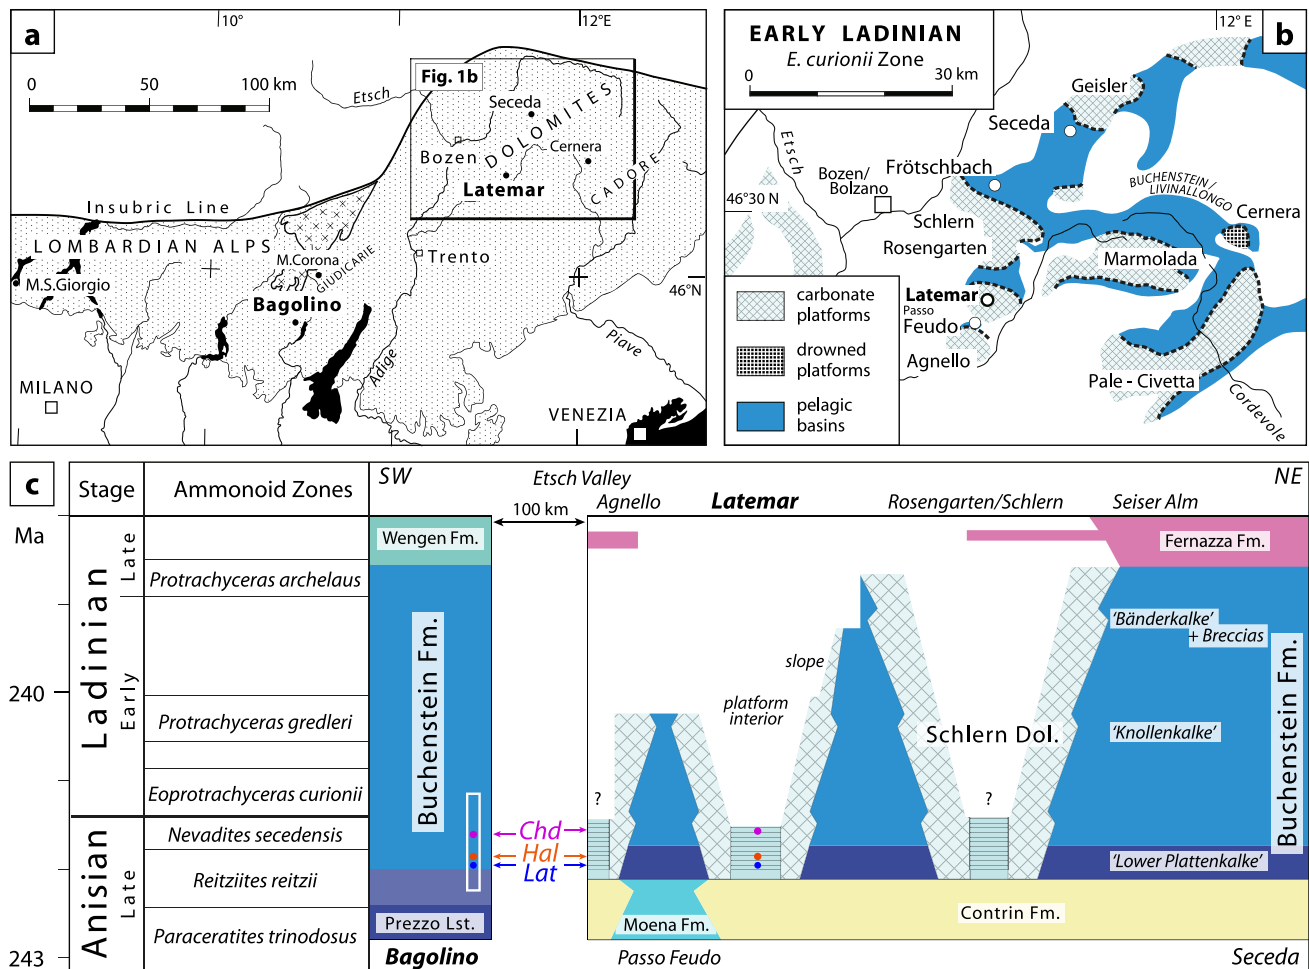 a
10°
12°E
0
50
100 km
Fig. 1b
Etsch
Seceda
DOLOMITES
Bozen
Cernera
Latemar
CADORE
Insubric Line
LOMBARDIAN ALPS
M.Corona
GIUDICARIE
Trento
M.S.Giorgio
Bagolino
46°N
Adige
Piave
MILANO
VENEZIA
EARLY LADINIAN
E. curionii Zone
0
30 km
12° E
b
Geisler
Seceda
Etsch
Bozen/
Bolzano
Frötschbach
BUCHENSTEIN/
LIVINALLONGO
46°30 N
Cernera
Schlern
Rosengarten
Marmolada
Latemar
Passo
Feudo
Agnello
Pale - Civetta
Cordevole
carbonate
platforms
drowned
platforms
pelagic
basins
c
Stage
Ammonoid Zones
SW
Etsch Valley
NE
Agnello
Latemar
Rosengarten/Schlern
Seiser Alm
100 km
Ma
Late
Wengen Fm.
Fernazza Fm.
Protrachyceras archelaus
Ladinian
Early
Buchenstein Fm.
'Bänderkalke'
+ Breccias
Buchenstein Fm.
slope
240
platform
interior
Protrachyceras gredleri
Schlern Dol.
'Knollenkalke'
Eoprotrachyceras curionii
?
?
Nevadites secedensis
Chd
Hal
Lat
Anisian
Late
Reitziites reitzii
'Lower Plattenkalke'
Prezzo Lst.
Moena Fm.
Contrin Fm.
Paraceratites trinodosus
243
Bagolino
Passo Feudo
Seceda